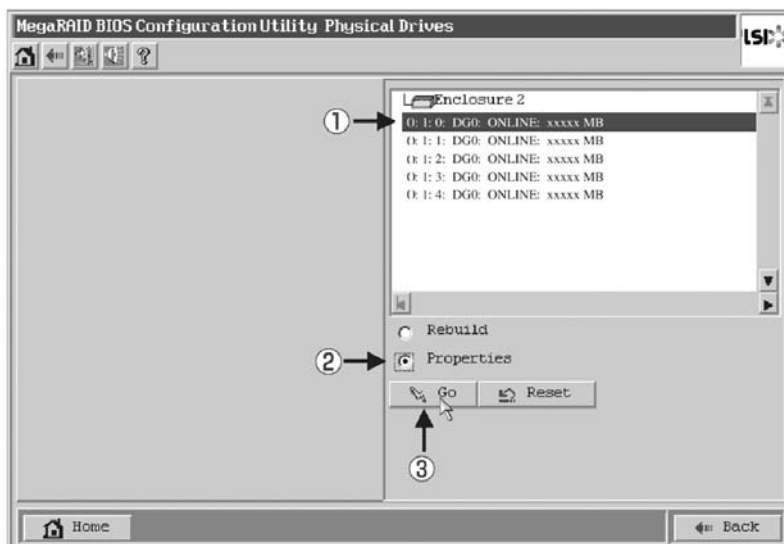 MegaRAID BIOS Configuration Utility Physical Drives
LSI
?
Enclosure 2
① 0: 1: 0: DG0: ONLINE: xxxxx MB
0: 1: 1: DG0: ONLINE: xxxxx MB
0: 1: 2: DG0: ONLINE: xxxxx MB
0: 1: 3: DG0: ONLINE: xxxxx MB
0: 1: 4: DG0: ONLINE: xxxxx MB
Rebuild
② Properties
Go Reset
③
Home Back